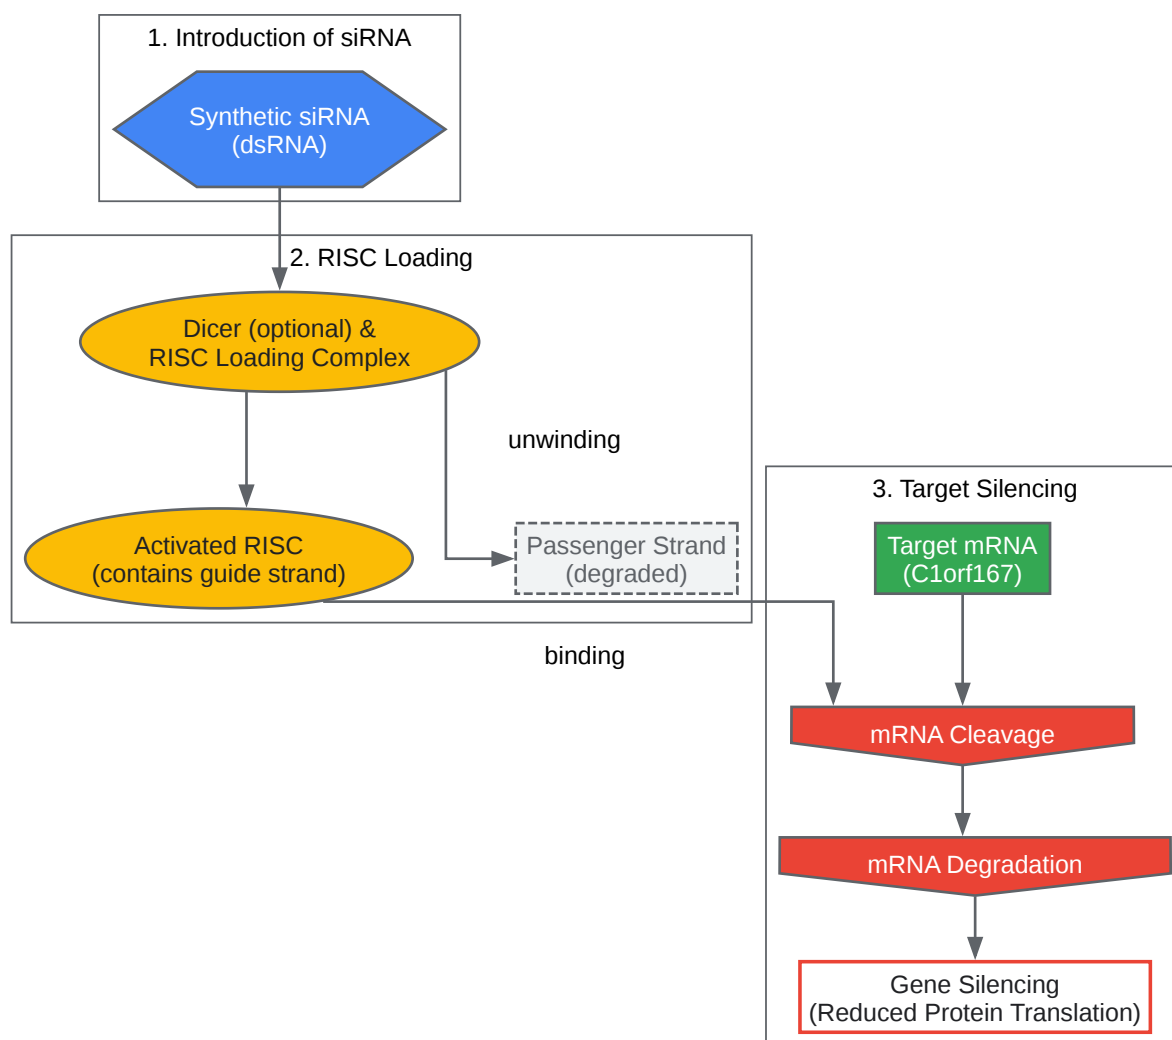 1. Introduction of siRNA
Synthetic siRNA
(dsRNA)
2. RISC Loading
Dicer (optional) &
RISC Loading Complex
unwinding
Activated RISC
(contains guide strand)
Passenger Strand
(degraded)
binding
3. Target Silencing
Target mRNA
(C1orf167)
mRNA Cleavage
mRNA Degradation
Gene Silencing
(Reduced Protein Translation)